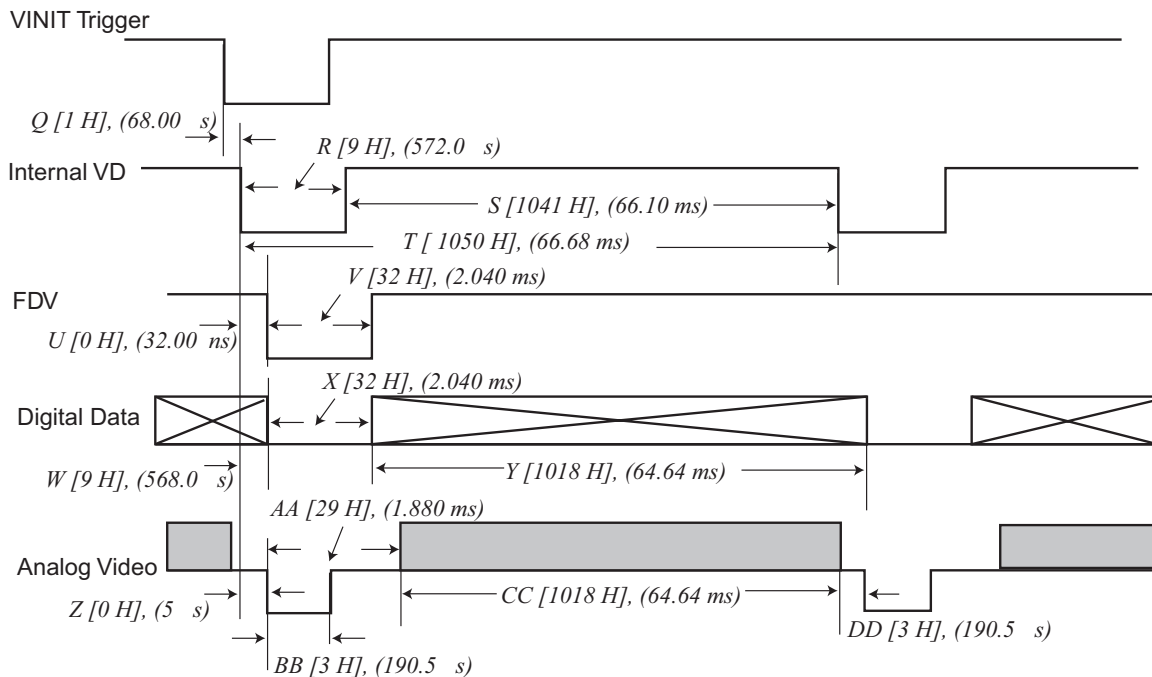 VINIT Trigger
Q [1 H], (68.00 s)
R [9 H], (572.0 s)
Internal VD
S [1041 H], (66.10 ms)
T [ 1050 H], (66.68 ms)
V [32 H], (2.040 ms)
FDV
U [0 H], (32.00 ns)
X [32 H], (2.040 ms)
Digital Data
Y [1018 H], (64.64 ms)
W [9 H], (568.0 s)
AA [29 H], (1.880 ms)
Analog Video
CC [1018 H], (64.64 ms)
Z [0 H], (5 s)
DD [3 H], (190.5 s)
BB [3 H], (190.5 s)